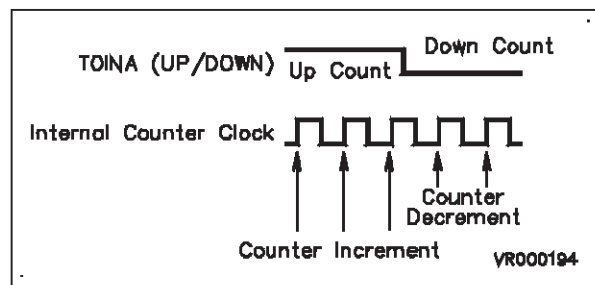 TOINA (UP/DOWN)
Down Count
Up Count
Internal Counter Clock
Counter
Decrement
Counter Increment
VR000194